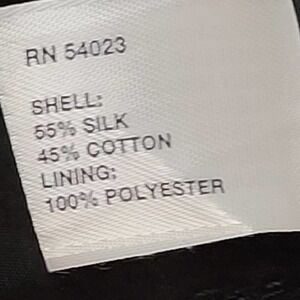 RN 54023
SHELL:
55% SILK
45% COTTON
LINING:
100% POLYESTER